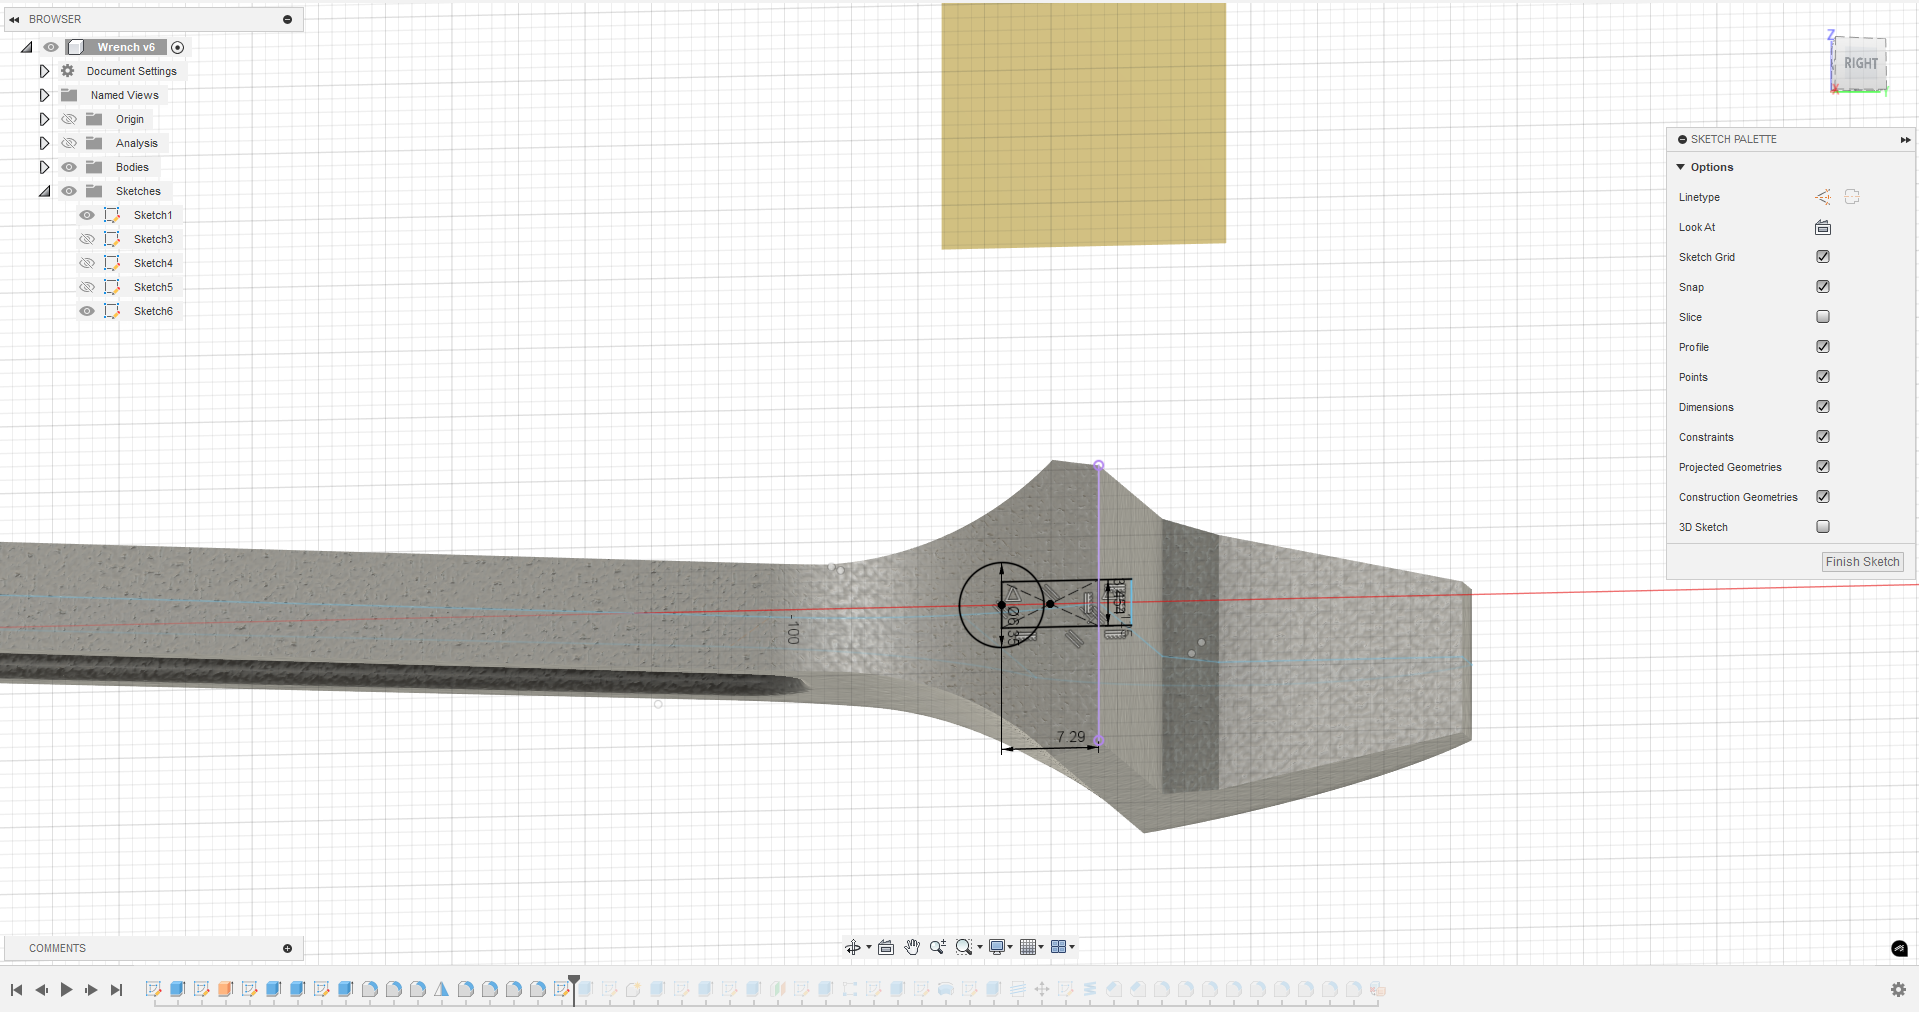 BROWSER
Wrench v6
Document Settings
Named Views
Origin
Analysis
Bodies
Sketches
Sketch1
Sketch3
Sketch4
Sketch5
Sketch6
Z
RIGHT
SKETCH PALETTE
Options
Linetype
Look At
Sketch Grid
Snap
Slice
Profile
Points
Dimensions
Constraints
Projected Geometries
Construction Geometries
3D Sketch
Finish Sketch
-100
7.29
COMMENTS